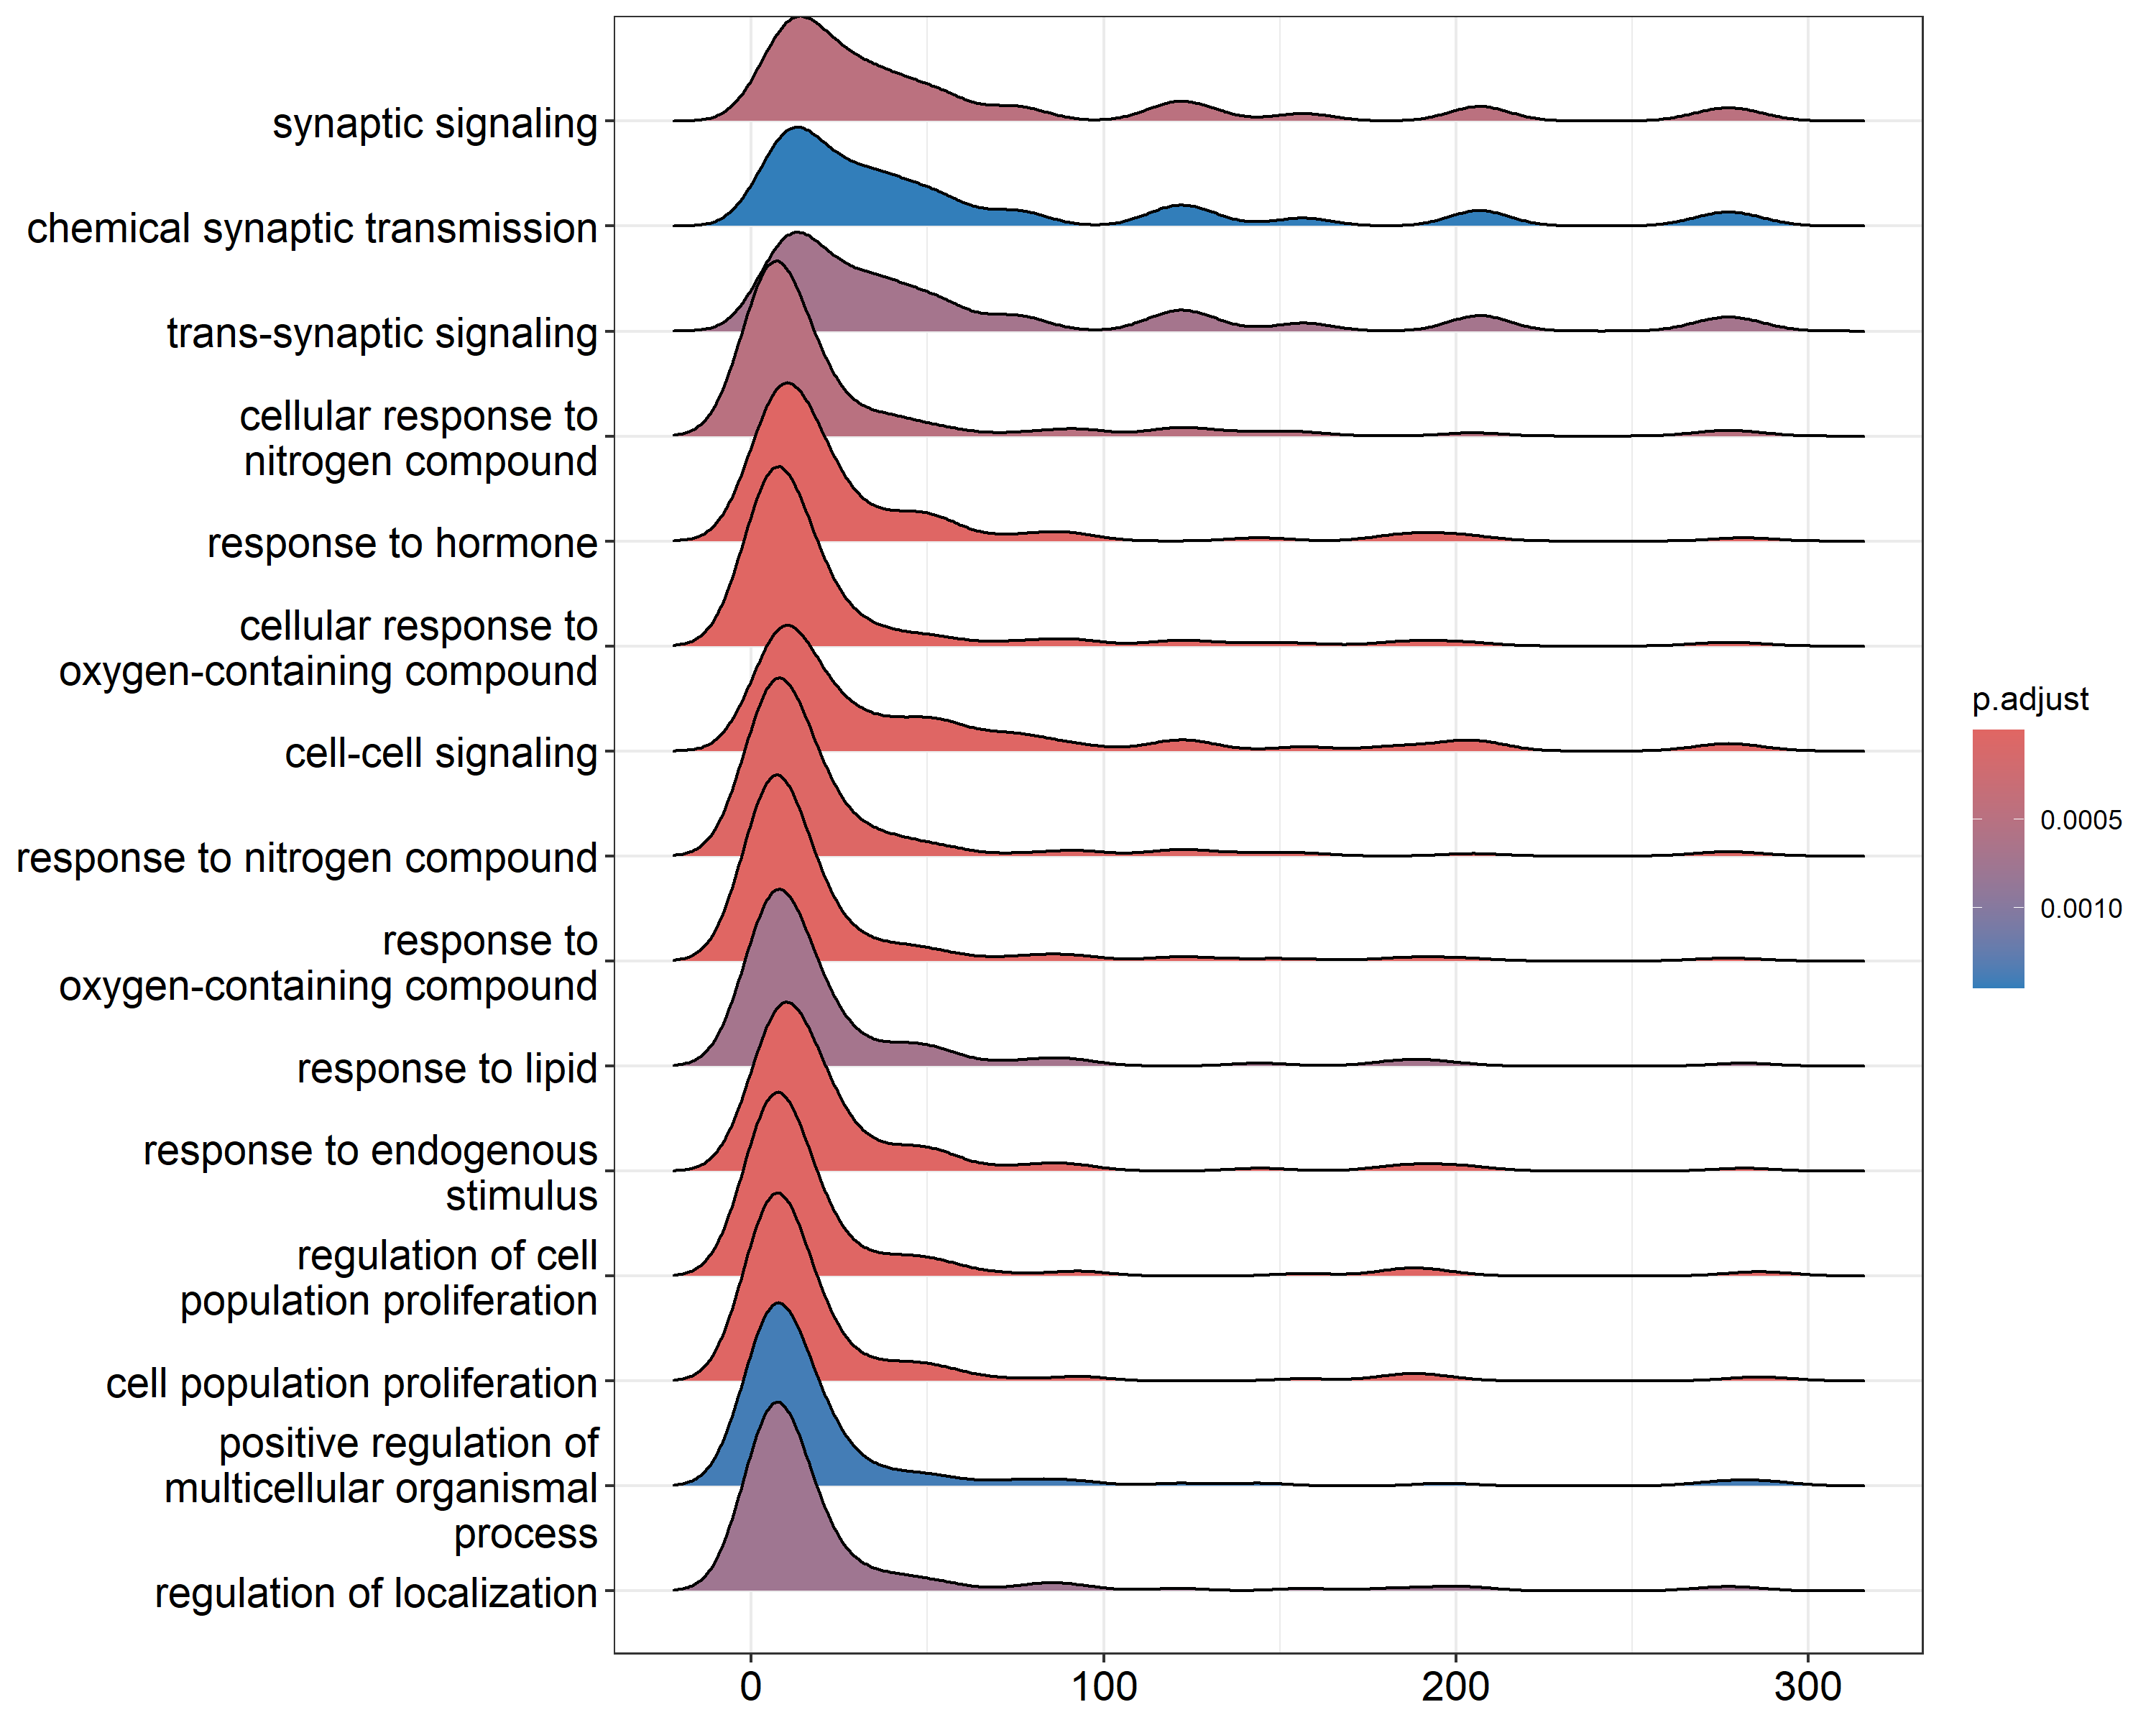 synaptic signaling
chemical synaptic transmission
trans-synaptic signaling
cellular response to
nitrogen compound
response to hormone
cellular response to
oxygen-containing compound
cell-cell signaling
response to nitrogen compound
response to
oxygen-containing compound
response to lipid
response to endogenous
stimulus
regulation of cell
population proliferation
cell population proliferation
positive regulation of
multicellular organismal
process
regulation of localization
0 100 200 300
p.adjust
0.0005
0.0010